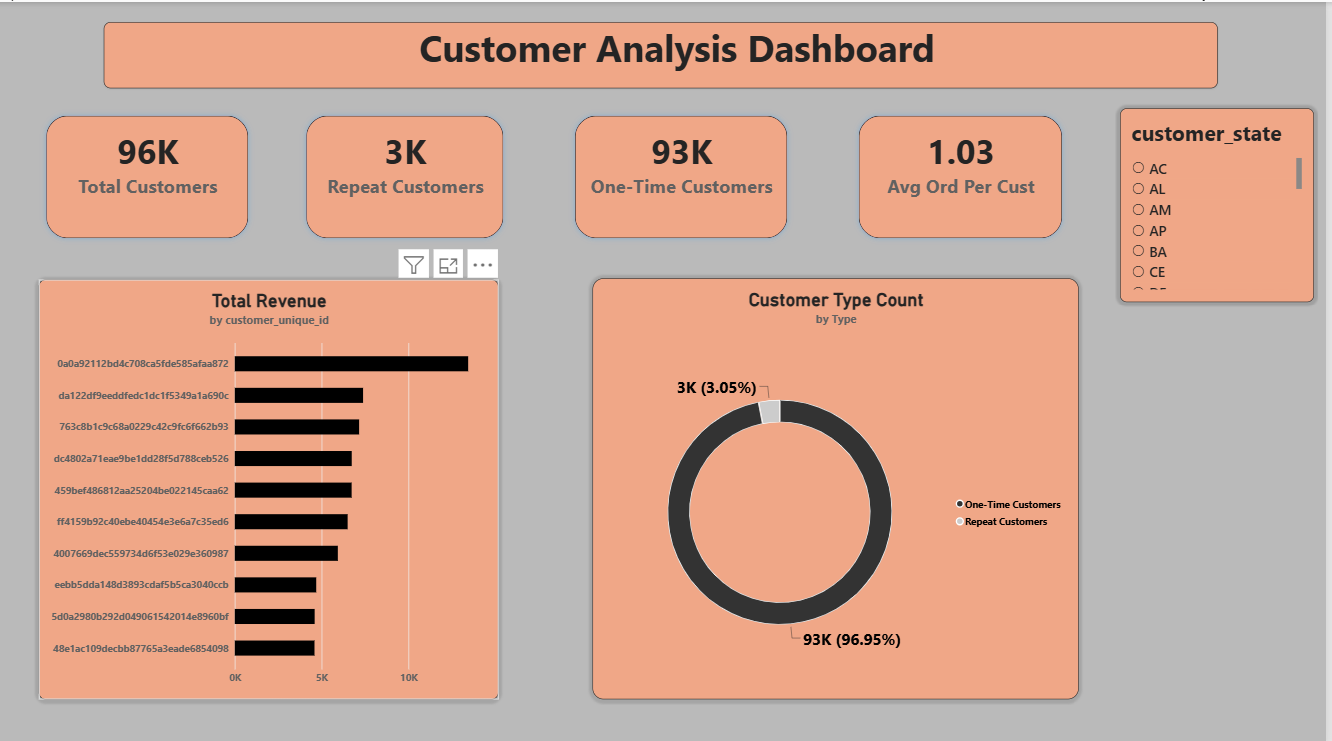 Customer Analysis Dashboard
96K
Total Customers
3K
Repeat Customers
93K
One-Time Customers
1.03
Avg Ord Per Cust
customer_state
AC
AL
AM
AP
BA
CE
Total Revenue
by customer_unique_id
0a0a92112bd4c708ca5fde585afaa872
da122df9eeddfedc1dc1f5349a1a690c
763c8b1c9c68a0229c42c9fc6f662b93
dc4802a71eae9be1dd28f5d788ceb526
459bef486812aa25204be022145caa62
ff4159b92c40ebe40454e3e6a7c35ed6
4007669dec559734d6f53e029e360987
eebb5dda148d3893cdaf5b5ca3040ccb
5d0a2980b292d049061542014e8960bf
48e1ac109decbb87765a3eade6854098
0K 5K 10K
Customer Type Count
by Type
3K (3.05%)
One-Time Customers
Repeat Customers
93K (96.95%)